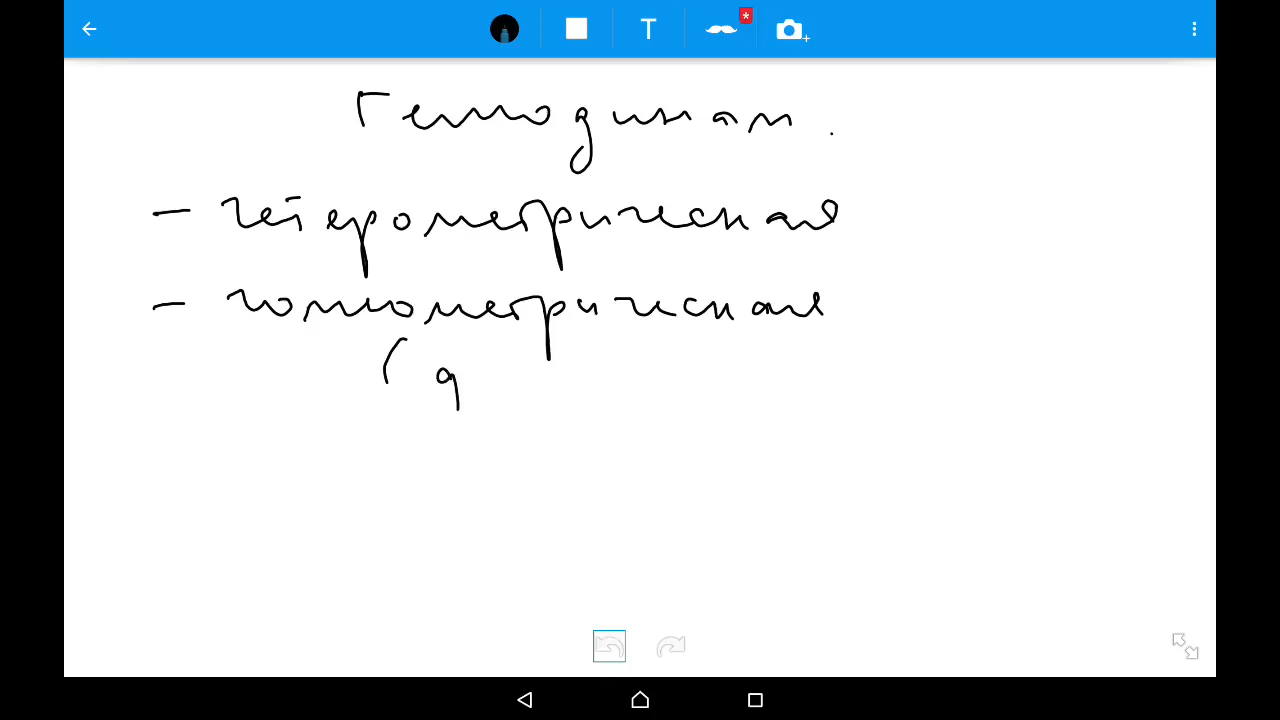 Гемодинам.
- гетерометрическая
- гомеометрическая
(q
T